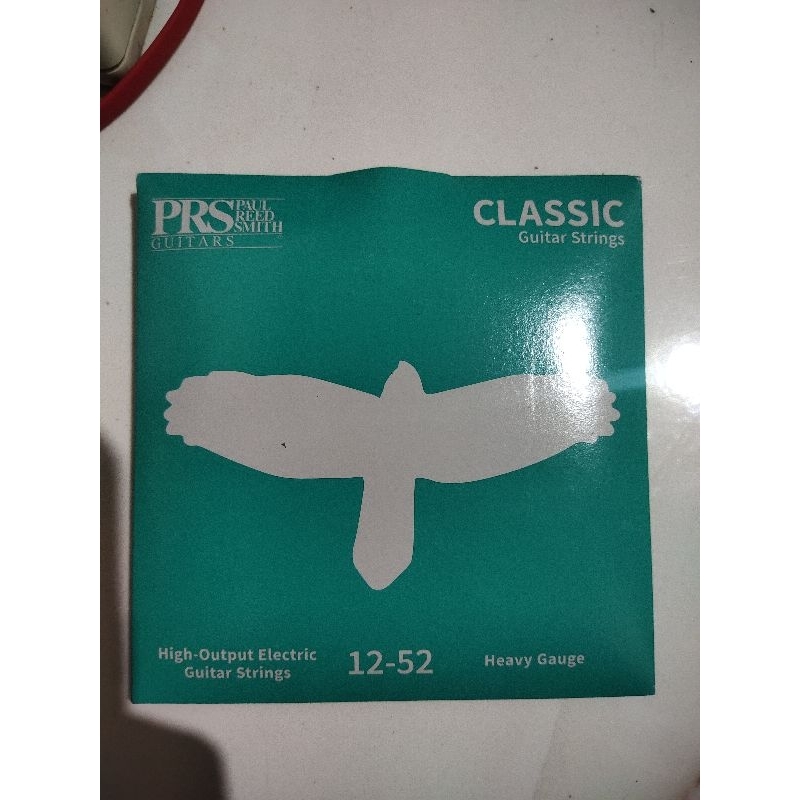 PRS PAUL REED SMITH
GUITARS
CLASSIC
Guitar Strings
High-Output Electric
Guitar Strings
12-52
Heavy Gauge